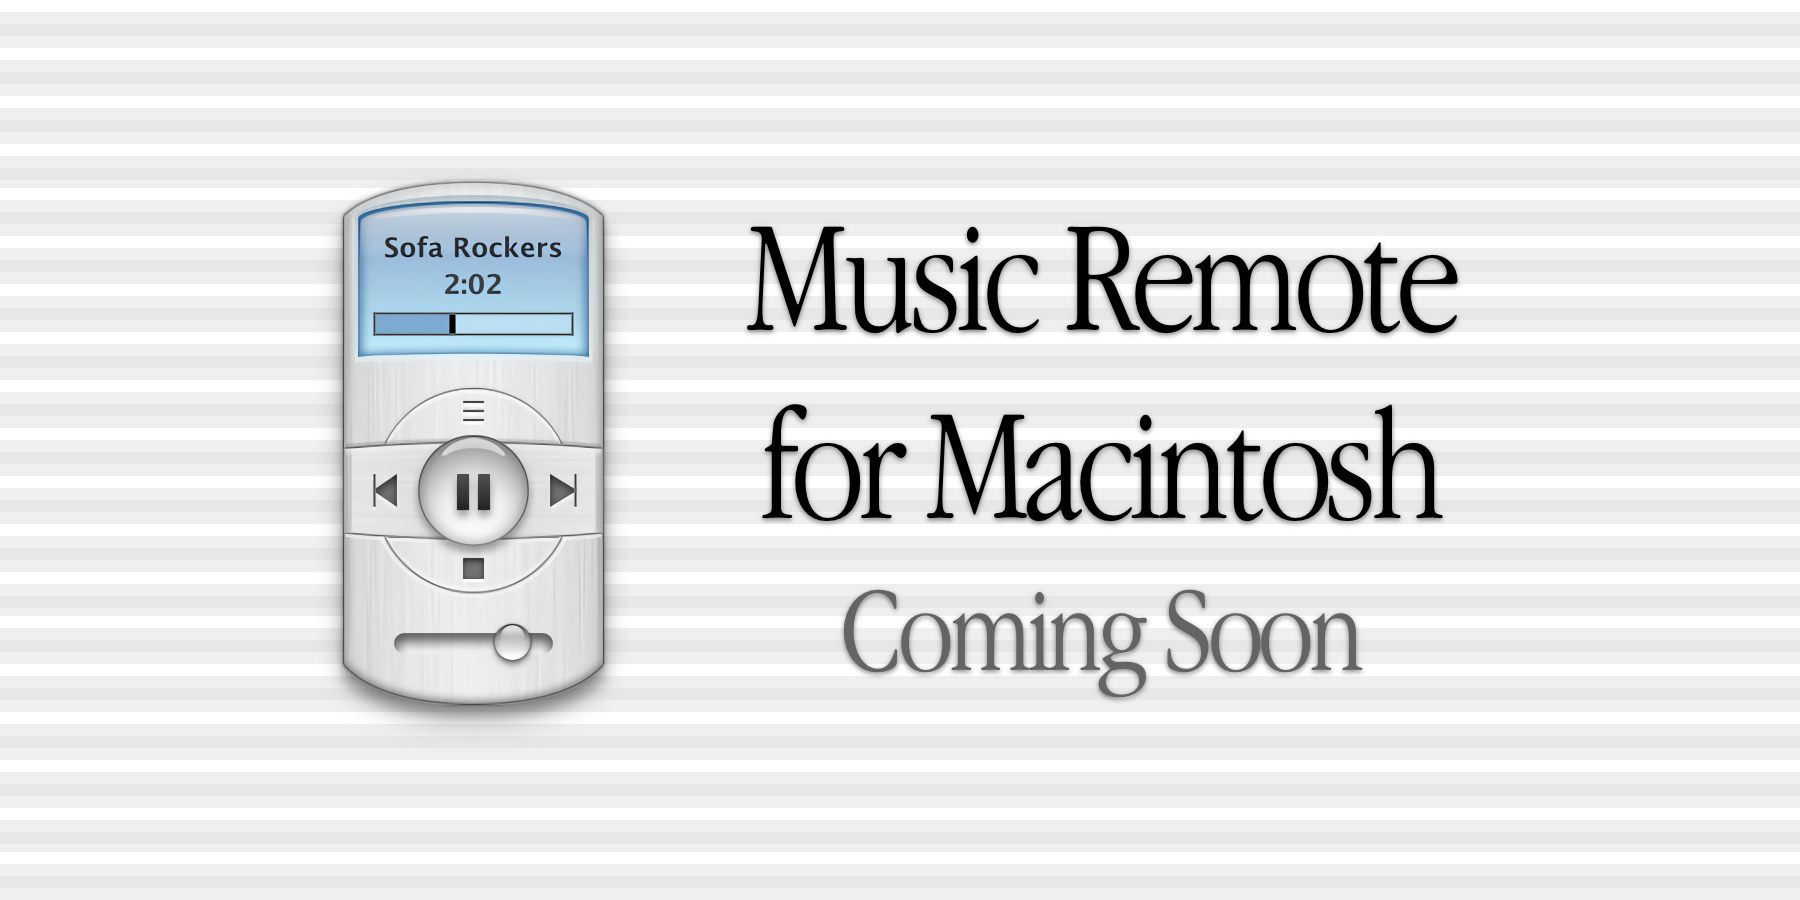 Sofa Rockers
2:02
Music Remote
for Macintosh
Coming Soon